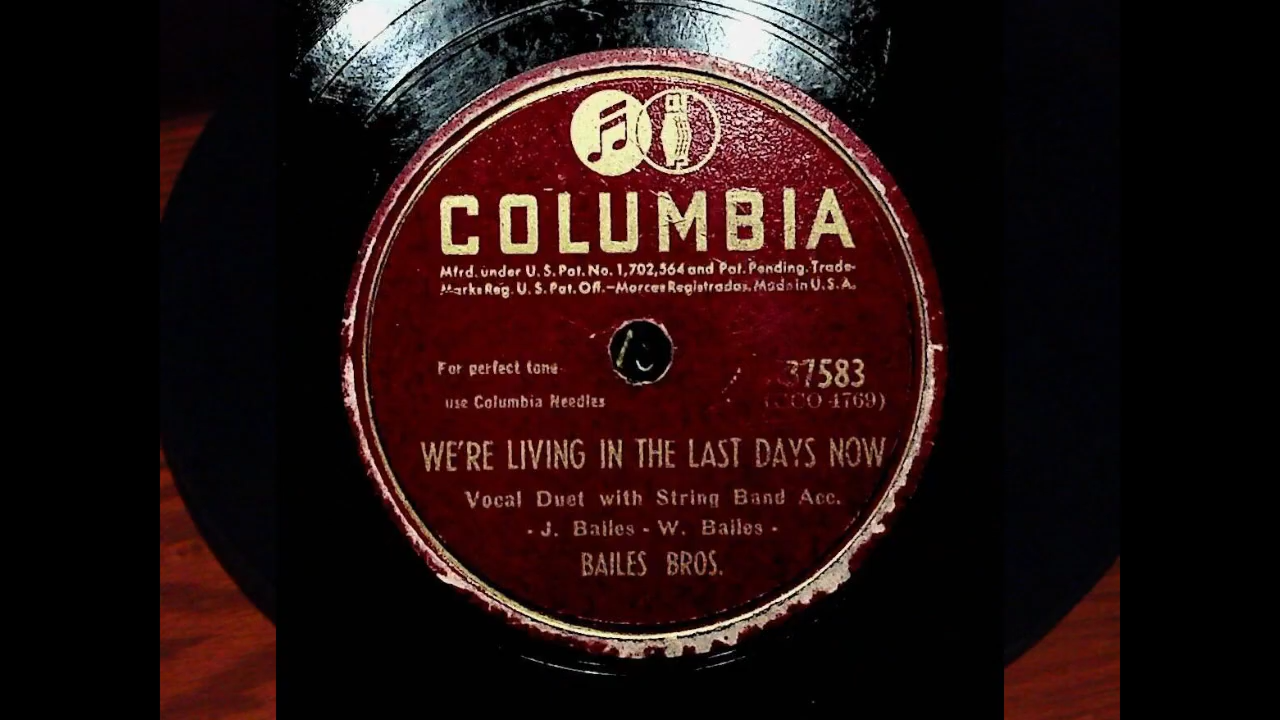 COLUMBIA
Mfrd. under U.S. Pat. No. 1,702,564 and Pat. Pending. Trade-
Marks Reg. U.S. Pat. Off.—Marcas Registradas. Made in U.S.A.
For perfect tone
37583
use Columbia Needles
(CCO 4769)
WE'RE LIVING IN THE LAST DAYS NOW
Vocal Duet with String Band Acc.
- J. Bailes - W. Bailes -
BAILES BROS.